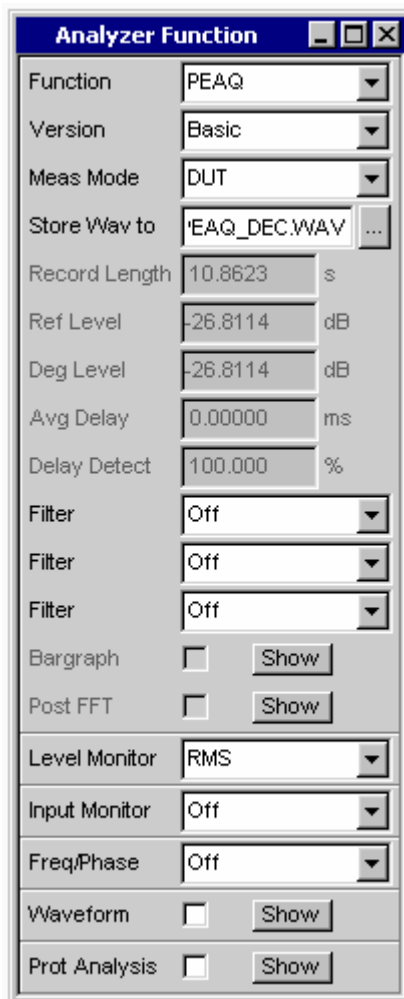 Analyzer Function
Function PEAQ
Version Basic
Meas Mode DUT
Store Wav to 'EAQ_DEC.WAV ...
Record Length 10.8623 s
Ref Level -26.8114 dB
Deg Level -26.8114 dB
Avg Delay 0.00000 ms
Delay Detect 100.000 %
Filter Off
Filter Off
Filter Off
Bargraph Show
Post FFT Show
Level Monitor RMS
Input Monitor Off
Freq/Phase Off
Waveform Show
Prot Analysis Show